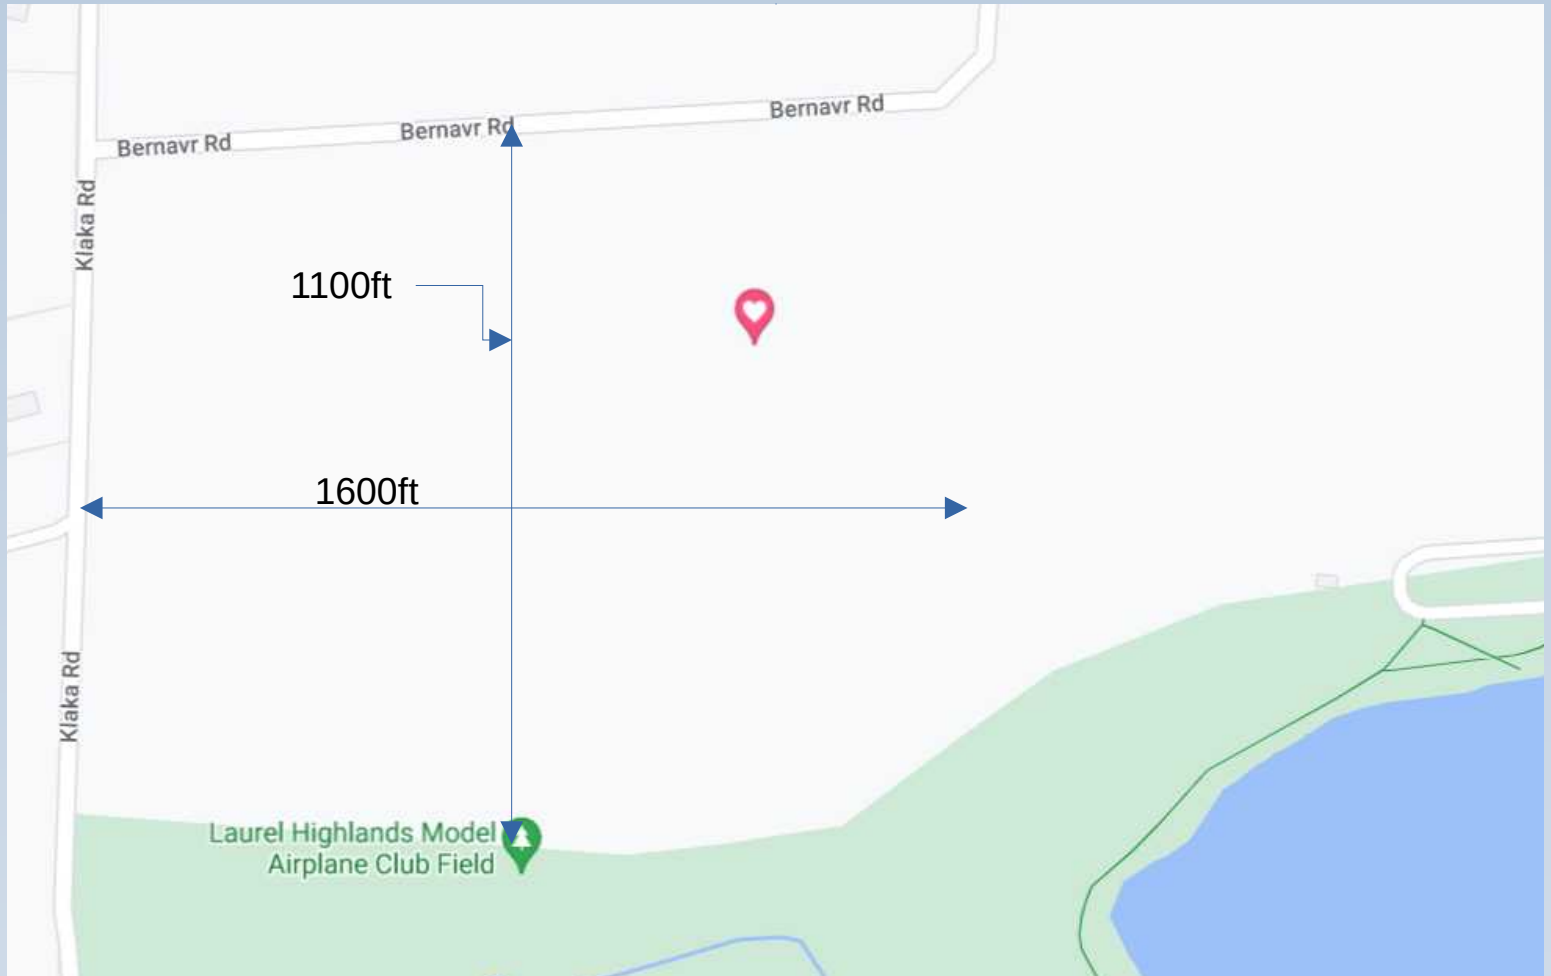 Bernavr Rd
Bernavr Rd
Bernavr Rd
Klaka Rd
1100ft
1600ft
Klaka Rd
Laurel Highlands Model
Airplane Club Field